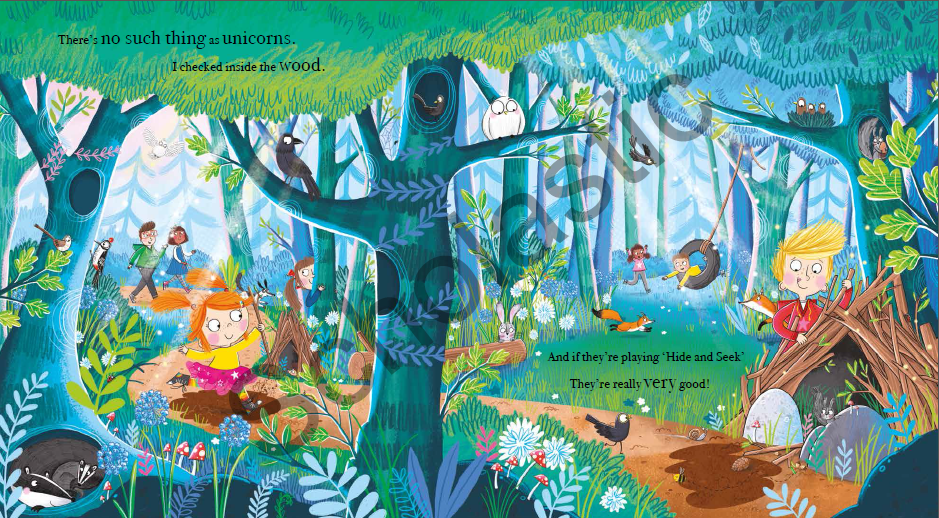 There's no such thing as unicorns.
I checked inside the wood.
And if they're playing 'Hide and Seek'
They're really very good!
Scholastic